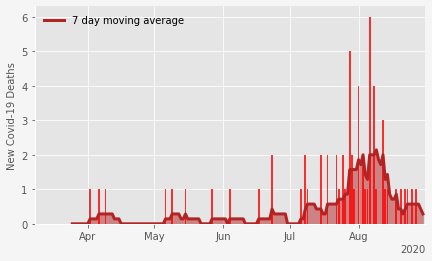 7 day moving average
New Covid-19 Deaths
6
5
4
3
2
1
0
Apr
May
Jun
Jul
Aug
2020